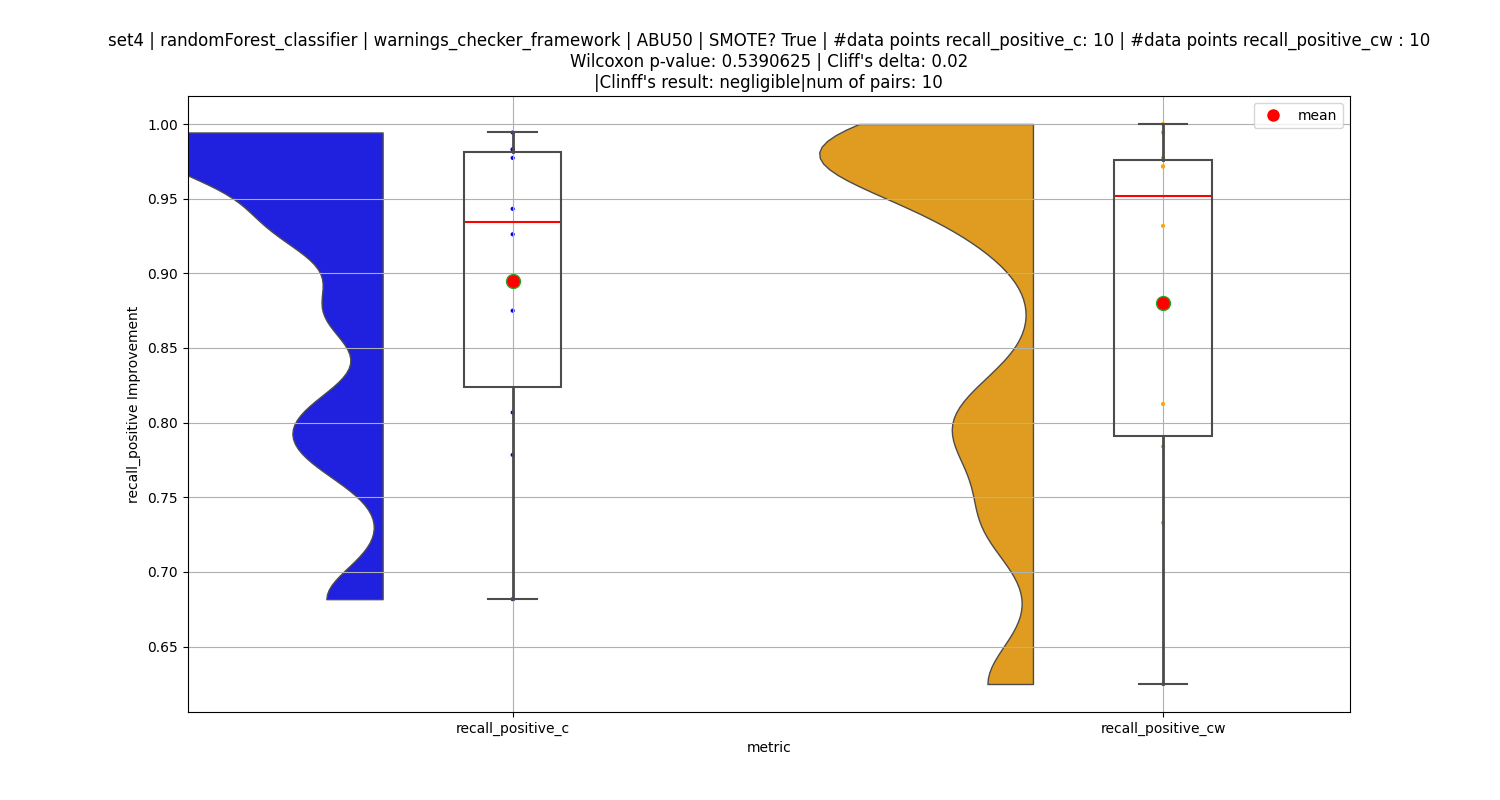 set4 | randomForest_classifier | warnings_checker_framework | ABU50 | SMOTE? True | #data points recall_positive_c: 10 | #data points recall_positive_cw : 10
Wilcoxon p-value: 0.5390625 | Cliff's delta: 0.02
|Clinff's result: negligible|num of pairs: 10
mean
1.00
0.95
0.90
0.85
0.80
0.75
0.70
0.65
recall_positive Improvement
recall_positive_c
recall_positive_cw
metric